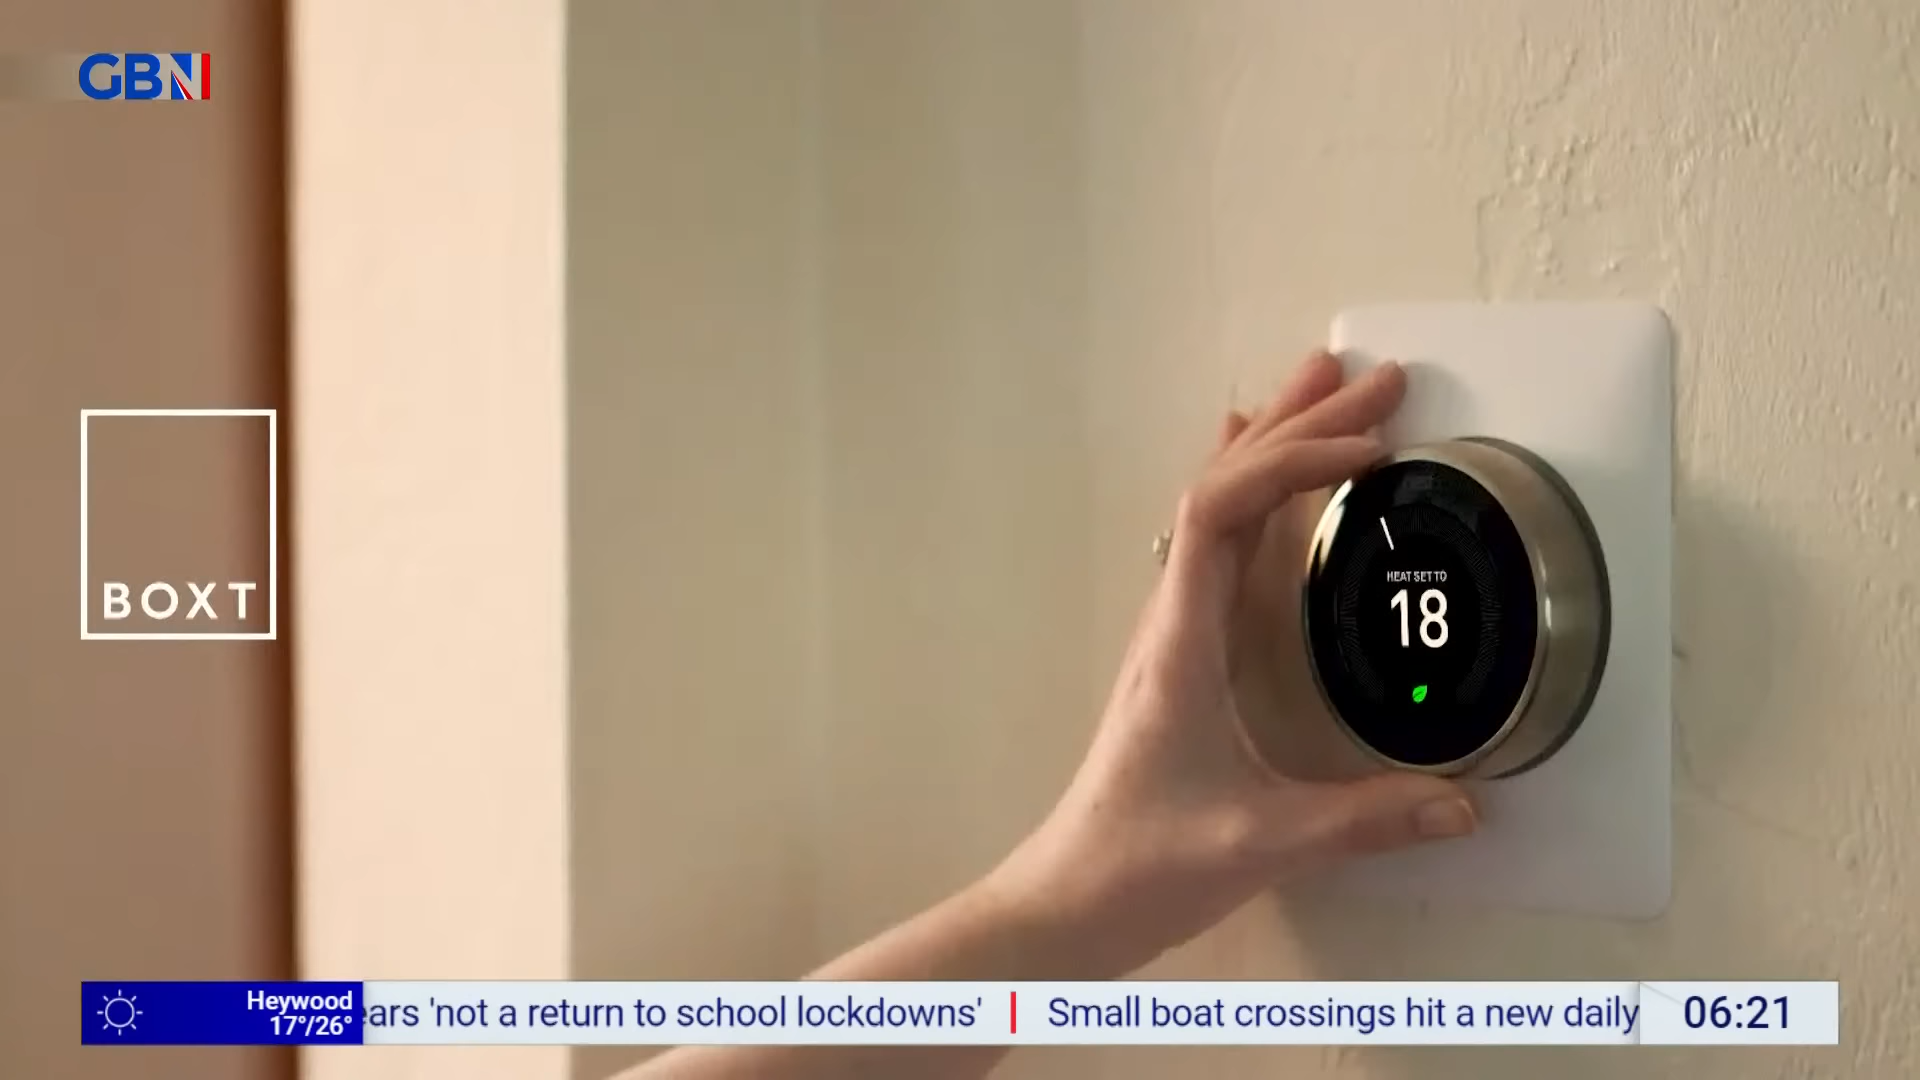 GBN
BOXT
HEAT SET TO
18
Heywood
17°/26°
ears 'not a return to school lockdowns' | Small boat crossings hit a new daily
06:21